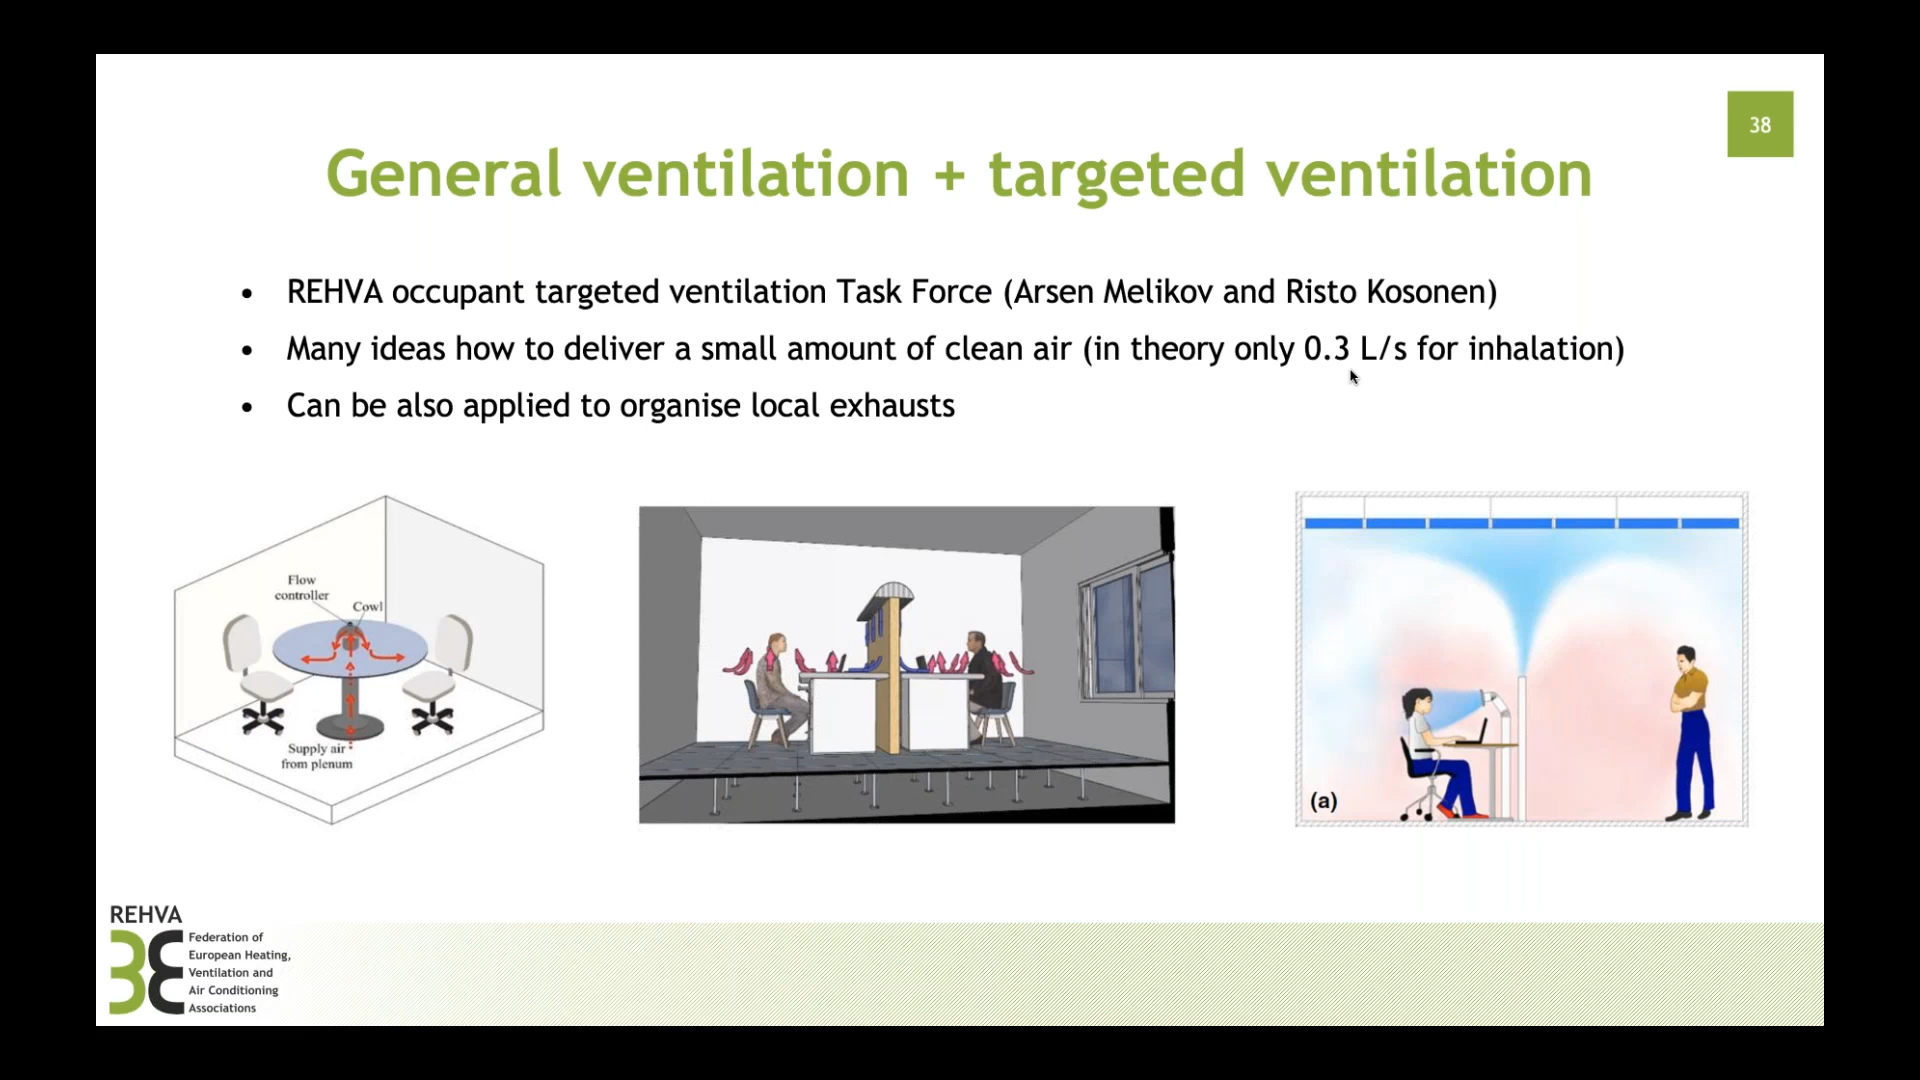 38
General ventilation + targeted ventilation
• REHVA occupant targeted ventilation Task Force (Arsen Melikov and Risto Kosonen)
• Many ideas how to deliver a small amount of clean air (in theory only 0.3 L/s for inhalation)
• Can be also applied to organise local exhausts
Flow
controller
Cowl
Supply air
from plenum
(a)
REHVA
Federation of
European Heating,
Ventilation and
Air Conditioning
Associations